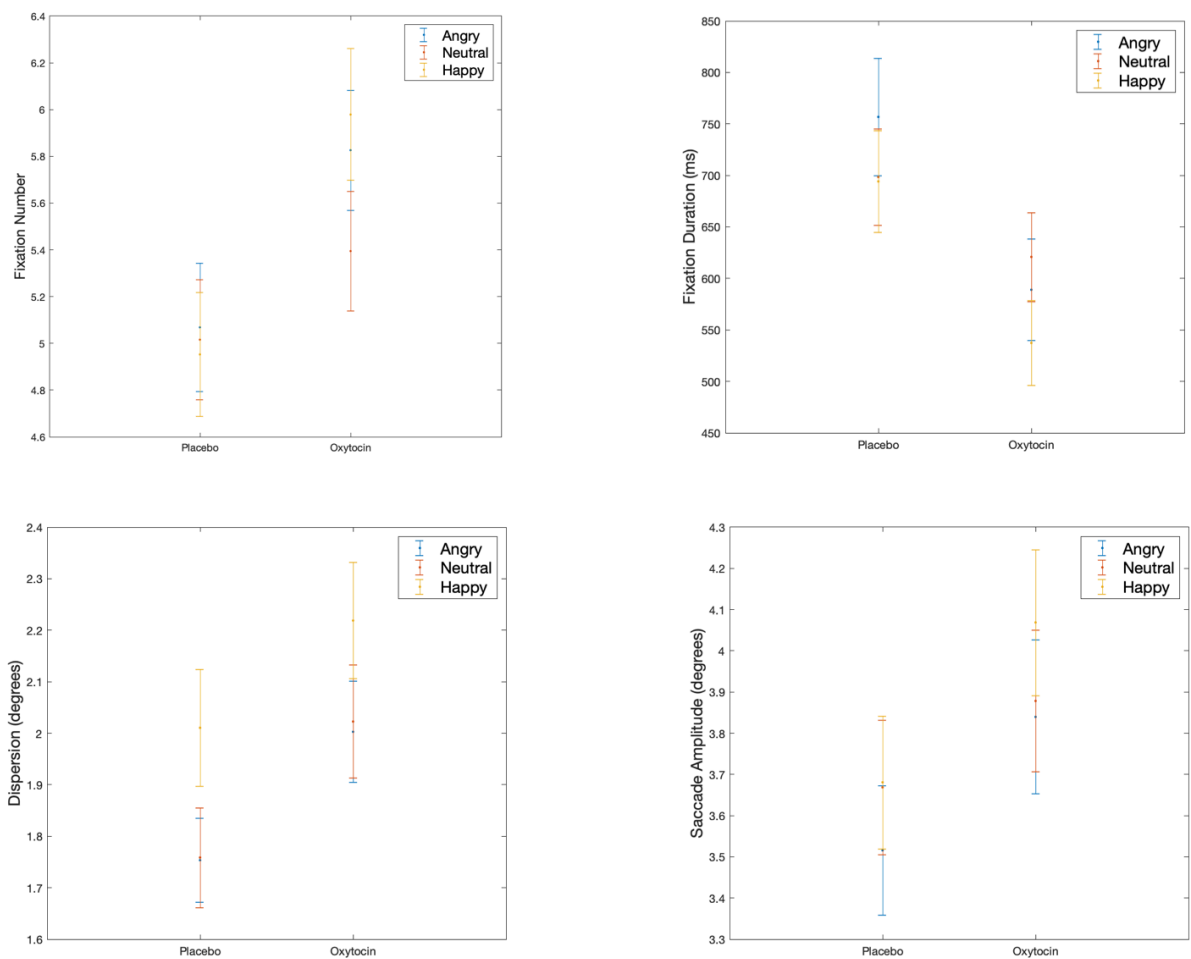 Fixation Number
6.4
6.2
6
5.8
5.6
5.4
5.2
5
4.8
4.6
Placebo
Oxytocin
Angry
Neutral
Happy
Fixation Duration (ms)
850
800
750
700
650
600
550
500
450
Placebo
Oxytocin
Angry
Neutral
Happy
Dispersion (degrees)
2.4
2.3
2.2
2.1
2
1.9
1.8
1.7
1.6
Placebo
Oxytocin
Angry
Neutral
Happy
Saccade Amplitude (degrees)
4.3
4.2
4.1
4
3.9
3.8
3.7
3.6
3.5
3.4
3.3
Placebo
Oxytocin
Angry
Neutral
Happy